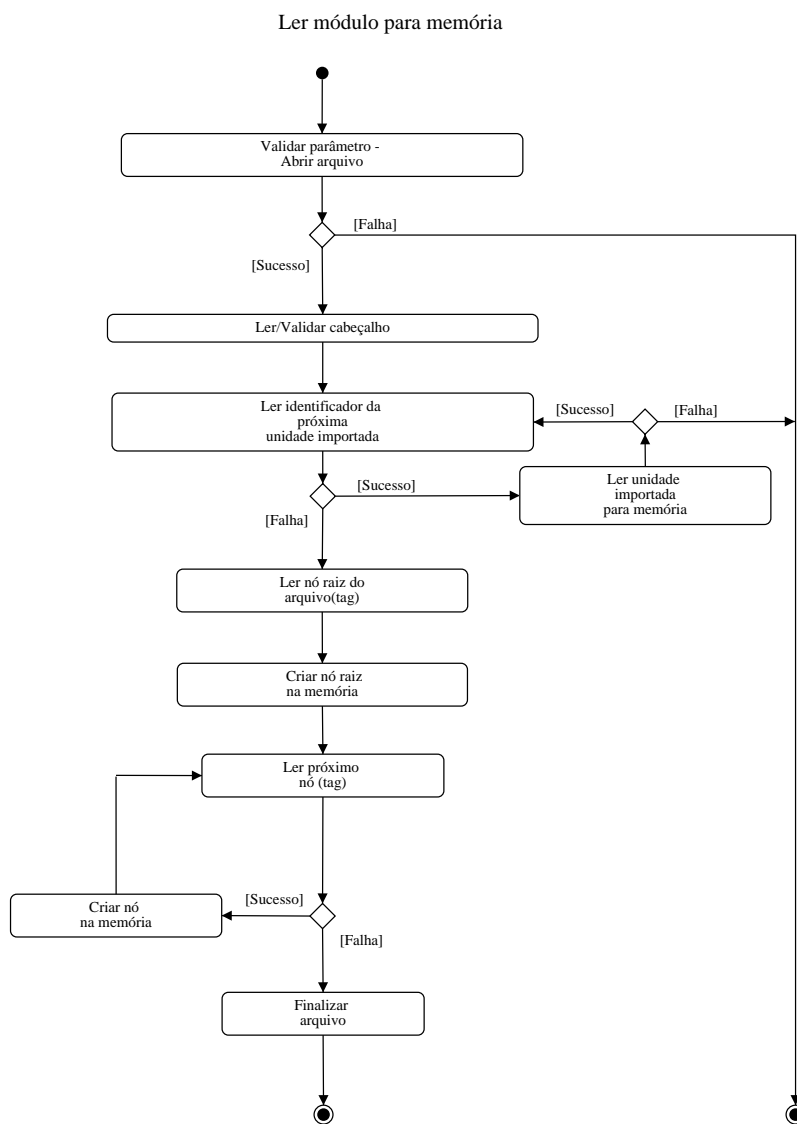 Ler módulo para memória
Validar parâmetro -
Abrir arquivo
[Falha]
[Sucesso]
Ler/Validar cabeçalho
Ler identificador da
próxima
unidade importada
[Sucesso]
[Falha]
[Sucesso]
Ler unidade
importada
para memória
[Falha]
Ler nó raiz do
arquivo(tag)
Criar nó raiz
na memória
Ler próximo
nó (tag)
[Sucesso]
Criar nó
na memória
[Falha]
Finalizar
arquivo